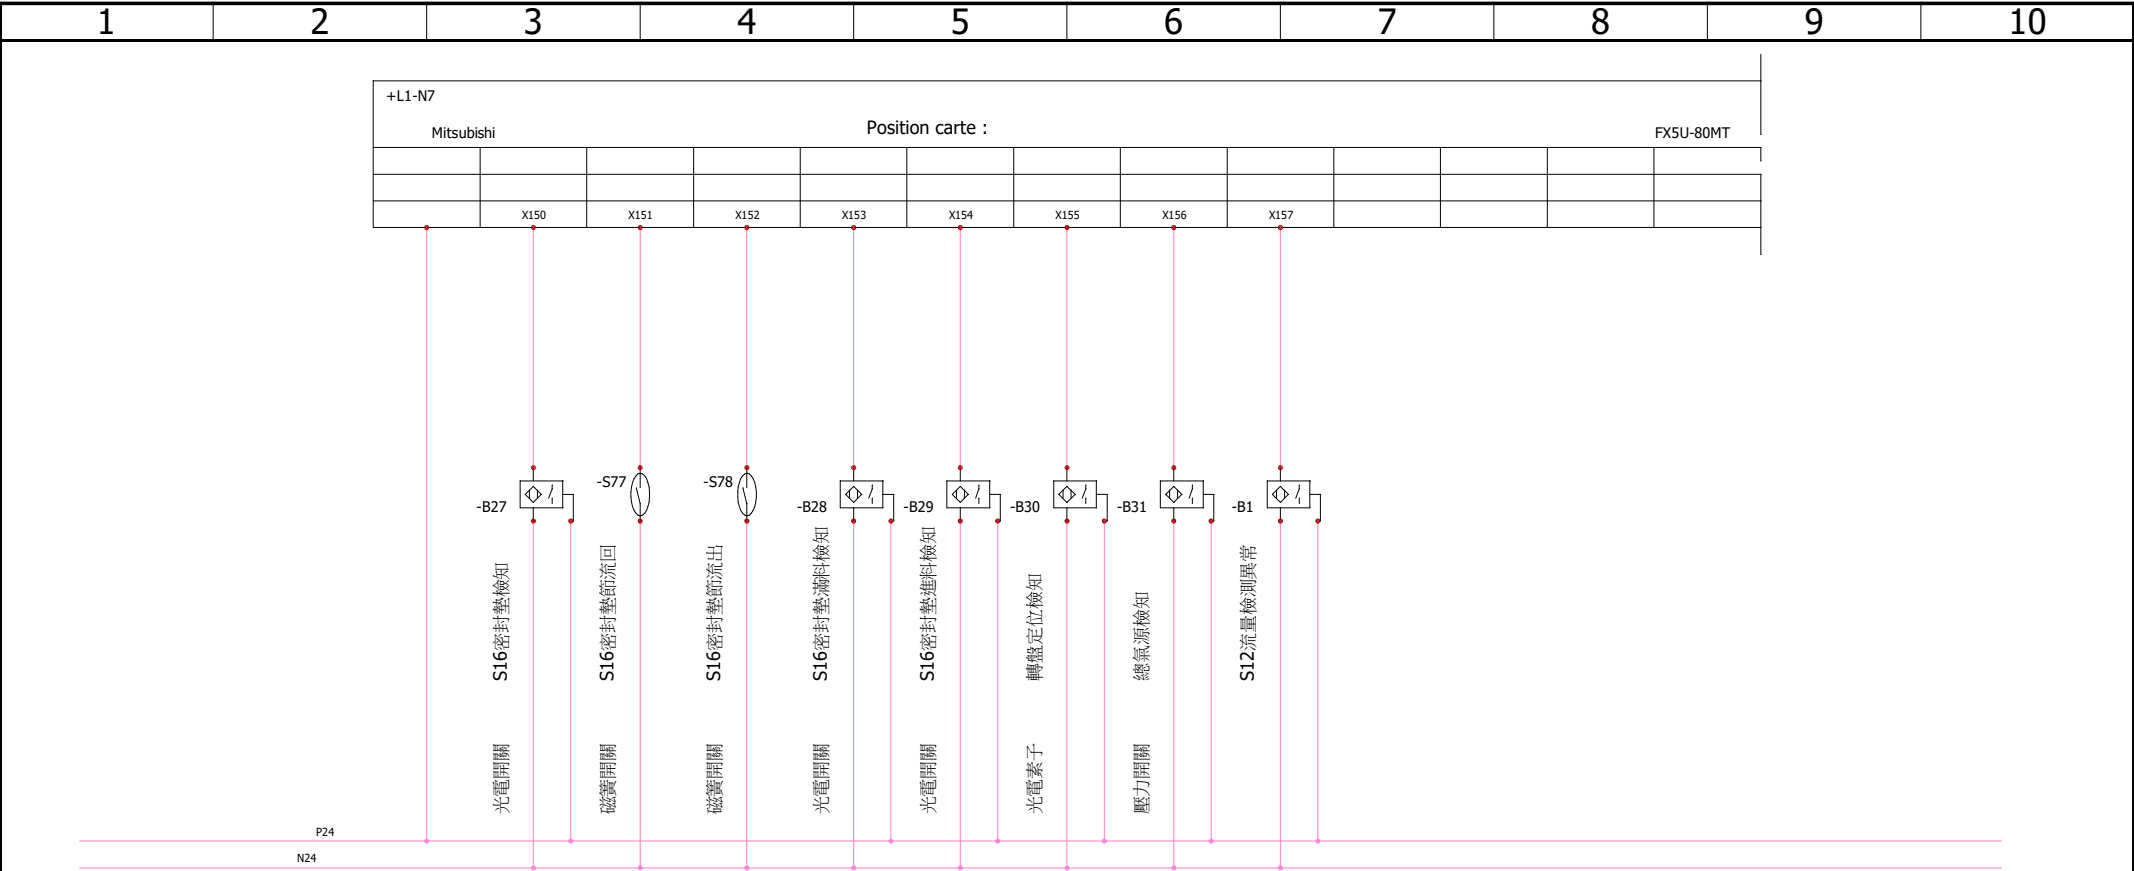 1 2 3 4 5 6 7 8 9 10
+L1-N7
Mitsubishi Position carte : FX5U-80MT
X150 X151 X152 X153 X154 X155 X156 X157
-B27
-S77
-S78
-B28
-B29
-B30
-B31
-B1
S16密封墊檢知
S16密封墊節流回
S16密封墊節流出
S16密封墊滿料檢知
S16密封墊進料檢知
轉盤定位檢知
總氣源檢知
S12流量檢測異常
光電開關
磁簧開關
磁簧開關
光電開關
光電開關
光電素子
壓力開關
P24
N24